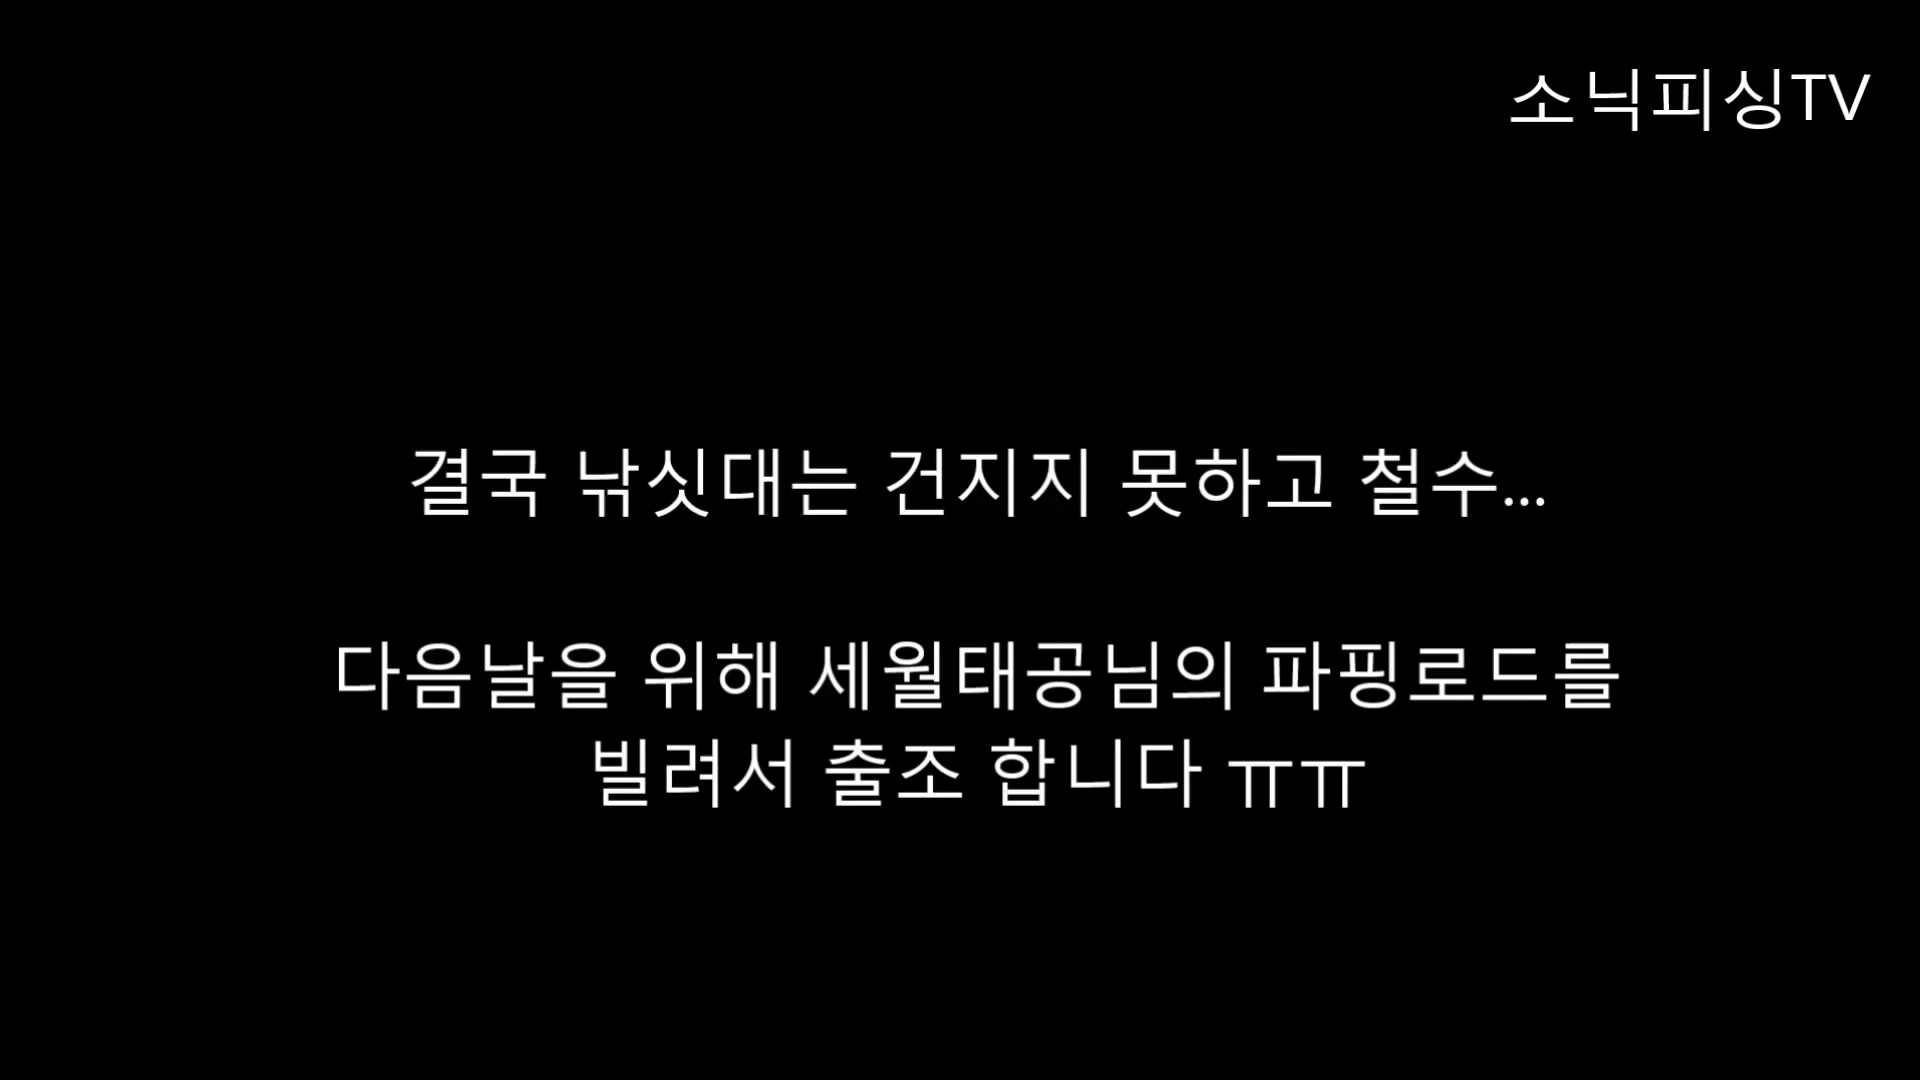 소닉피싱TV
결국 낚싯대는 건지지 못하고 철수...
다음날을 위해 세월태공님의 파핑로드를
빌려서 출조 합니다 ㅠㅠ